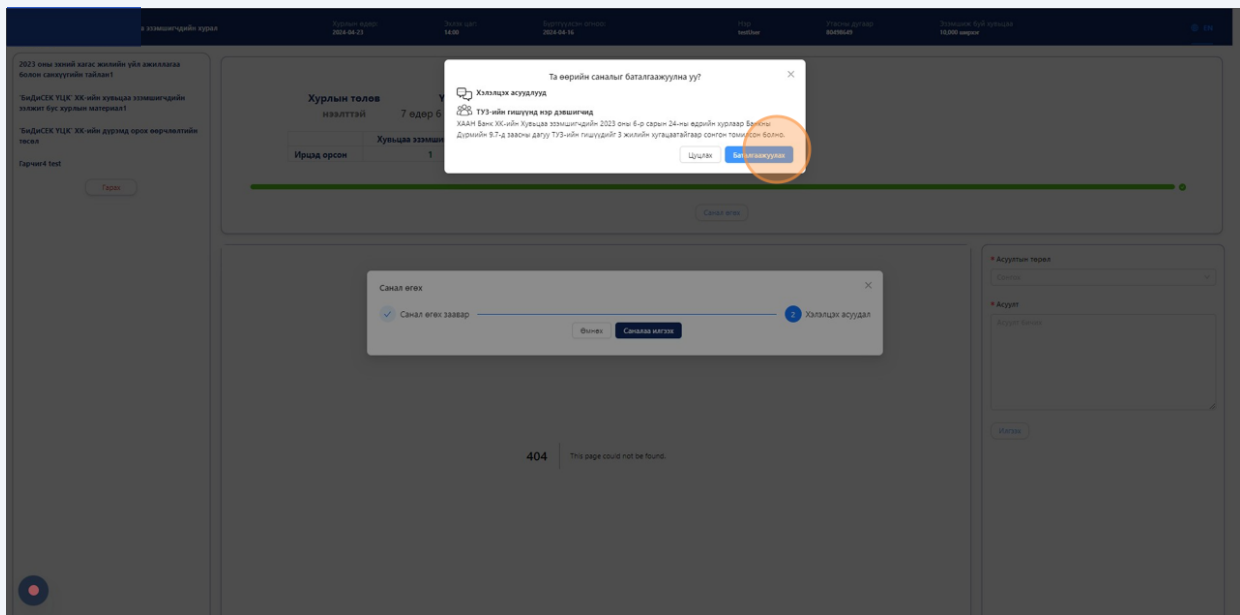 э эзэмшигчдийн хурал
Хурлын өдөр
2024-04-23
Эхлэх цаг
14:00
Бүртгүүлсэн огноо
2024-04-16
Нэр
testUser
Утасны дугаар
80498649
Эзэмшиж буй хувьцаа
10,000 ширхэг
EN
2023 оны эхний хагас жилийн үйл ажиллагаа
болон санхүүгийн тайлан1
'БиДиСЕК ҮЦК' ХК-ийн хувьцаа эзэмшигчдийн
ээлжит бус хурлын материал1
'БиДиСЕК ҮЦК' ХК-ийн дүрэмд орох өөрчлөлтийн
төсөл
Гарчиг4 test
Гарах
Хурлын төлөв
нээлттэй
7 өдөр 6
Хувьцаа эзэмши
Ирцэд орсон
1
Санал өгөх
Та өөрийн саналыг баталгаажуулна уу?
Хэлэлцэх асуудлууд
ТУЗ-ийн гишүүнд нэр дэвшигчид
ХААН Банк ХК-ийн Хувьцаа эзэмшигчдийн 2023 оны 6-р сарын 24-ны өдрийн хурлаар Банкны
Дүрмийн 9.7-д заасны дагуу ТУЗ-ийн гишүүдийг 3 жилийн хугацаатайгаар сонгон томилсон болно.
Цуцлах
Баталгаажуулах
Санал өгөх
Санал өгөх заавар
2
Хэлэлцэх асуудал
Өмнөх
Саналаа илгээх
404
This page could not be found.
* Асуултын төрөл
Сонгох
* Асуулт
Илгээх